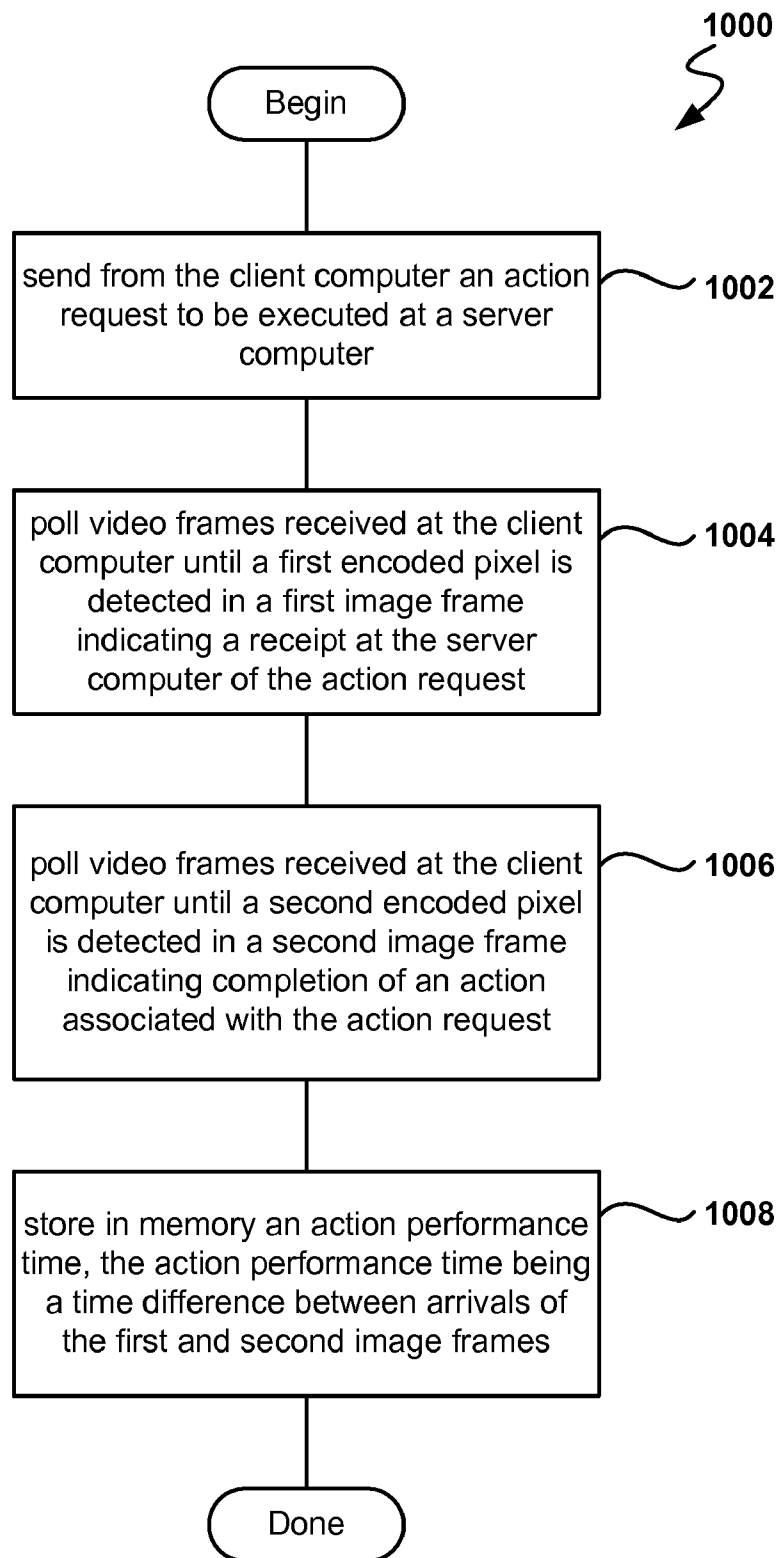 1000
Begin
send from the client computer an action
request to be executed at a server
computer
1002
poll video frames received at the client
computer until a first encoded pixel is
detected in a first image frame
indicating a receipt at the server
computer of the action request
1004
poll video frames received at the client
computer until a second encoded pixel
is detected in a second image frame
indicating completion of an action
associated with the action request
1006
store in memory an action performance
time, the action performance time being
a time difference between arrivals of
the first and second image frames
1008
Done